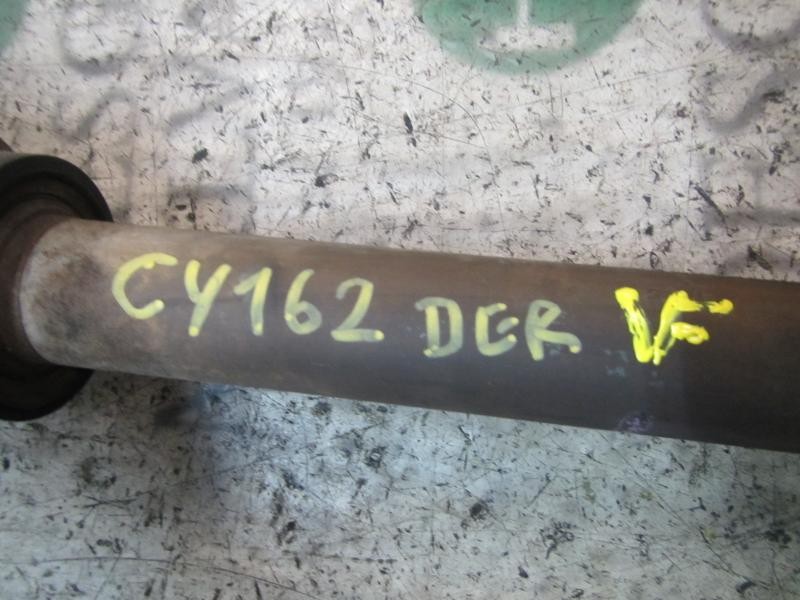 CY162 DER VF